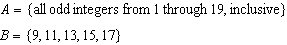 A = {all odd integers from 1 through 19, inclusive}
B = {9, 11, 13, 15, 17}